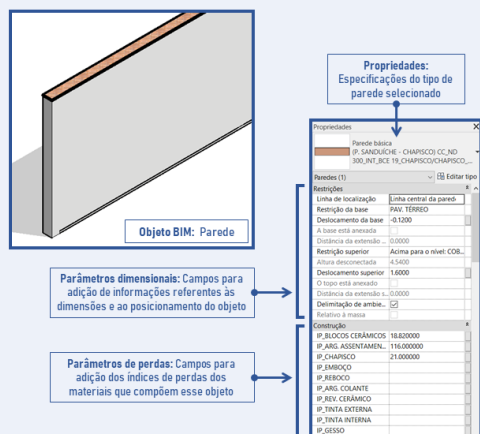 Objeto BIM: Parede
Propriedades:
Especificações do tipo de
parede selecionado
Parâmetros dimensionais: Campos para
adição de informações referentes às
dimensões e ao posicionamento do objeto
Parâmetros de perdas: Campos para
adição dos índices de perdas dos
materiais que compõem esse objeto
Propriedades X
Parede básica
(P. SANDUÍCHE - CHAPISCO) CC_ND
300_INT_BCE 19_CHAPISCO/CHAPISCO_...
Paredes (1) Editar tipo
Restrições
Linha de localização Linha central da pared
Restrição da base PAV. TÉRREO
Deslocamento da base -0.1200
A base está anexada
Distância da extensão ... 0.0000
Restrição superior Acima para o nível: COB...
Altura desconectada 4.5400
Deslocamento superior 1.6000
O topo está anexado
Distância da extensão s... 0.0000
Delimitação de ambie...
Relativo à massa
Construção
IP_BLOCOS CERÂMICOS 18.820000
IP_ARG. ASSENTAMEN... 116.000000
IP_CHAPISCO 21.000000
IP_EMBOÇO
IP_REBOCO
IP_ARG. COLANTE
IP_REV. CERÂMICO
IP_TINTA EXTERNA
IP_TINTA INTERNA
IP_GESSO